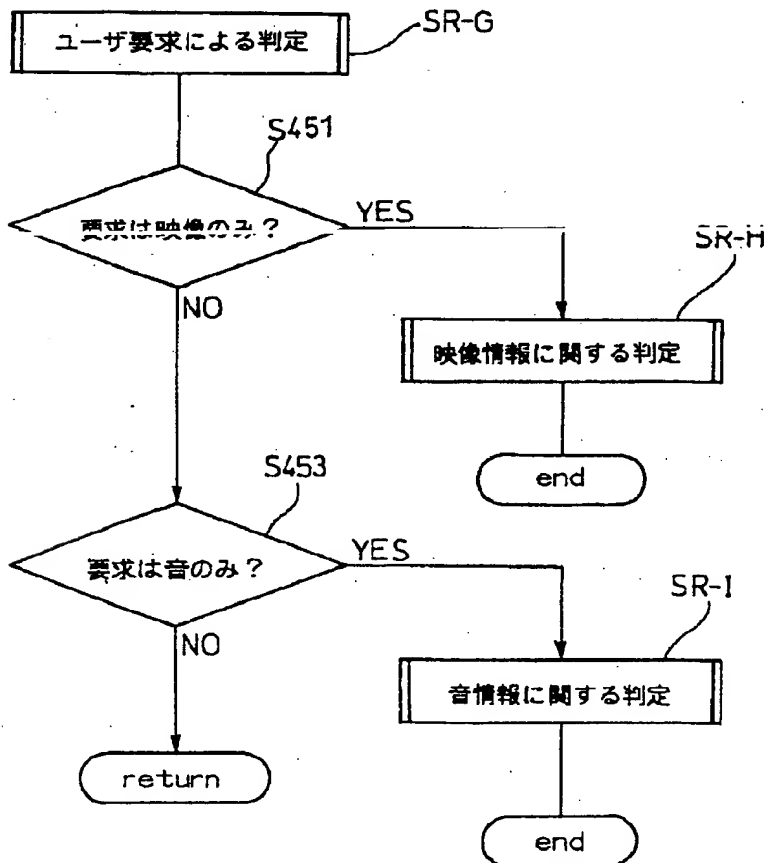 ユーザ要求による判定
SR-G
S451
要求は映像のみ？
YES
SR-H
NO
映像情報に関する判定
end
S453
要求は音のみ？
YES
SR-I
NO
音情報に関する判定
return
end